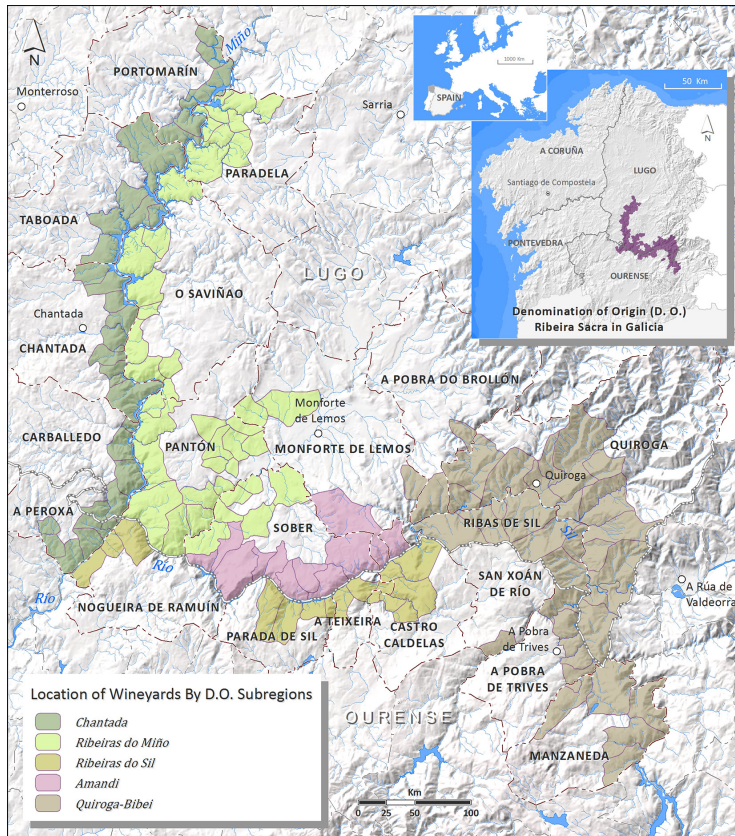 N
Miño
PORTOMARÍN
Monterroso
Sarria
PARADELA
TABOADA
LUGO
O SAVIÑAO
Chantada
CHANTADA
A POBRA DO BROLLÓN
Monforte
de Lemos
CARBALLEDO
PANTÓN
MONFORTE DE LEMOS
QUIROGA
Quiroga
A PEROXA
SOBER
RIBAS DE SIL
Sil
Río
Río
NOGUEIRA DE RAMUÍN
SAN XOÁN
DE RÍO
A Rúa de
Valdeorra
PARADA DE SIL
A TEIXEIRA
CASTRO
CALDELAS
A Pobra
de Trives
A POBRA
DE TRIVES
OURENSE
MANZANEDA
1000 Km
SPAIN
50 Km
N
A CORUÑA
LUGO
Santiago de Compostela
PONTEVEDRA
OURENSE
Denomination of Origin (D. O.)
Ribeira Sacra in Galicia
Location of Wineyards By D.O. Subregions
Chantada
Ribeiras do Miño
Ribeiras do Sil
Amandi
Quiroga-Bibei
Km
0 25 50 100